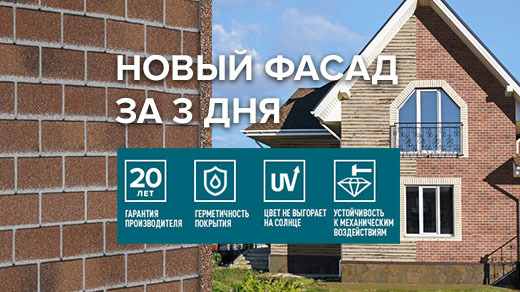 НОВЫЙ ФАСАД
ЗА 3 ДНЯ
20
ЛЕТ
ГАРАНТИЯ
ПРОИЗВОДИТЕЛЯ
ГЕРМЕТИЧНОСТЬ
ПОКРЫТИЯ
UV
ЦВЕТ НЕ ВЫГОРАЕТ
НА СОЛНЦЕ
УСТОЙЧИВОСТЬ
К МЕХАНИЧЕСКИМ
ВОЗДЕЙСТВИЯМ